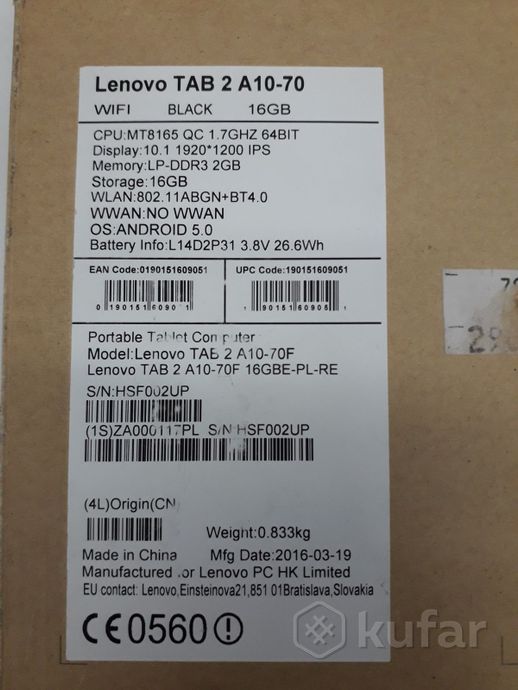 Lenovo TAB 2 A10-70
WIFI BLACK 16GB
CPU:MT8165 QC 1.7GHZ 64BIT
Display:10.1 1920*1200 IPS
Memory:LP-DDR3 2GB
Storage:16GB
WLAN:802.11ABGN+BT4.0
WWAN:NO WWAN
OS:ANDROID 5.0
Battery Info:L14D2P31 3.8V 26.6Wh
EAN Code:0190151609051 UPC Code:190151609051
0 190151 60905 1 1 90151 60905 1
Portable Tablet Computer
Model:Lenovo TAB 2 A10-70F
Lenovo TAB 2 A10-70F 16GBE-PL-RE
S/N:HSF002UP
(1S)ZA000117PL S/N:HSF002UP
(4L)Origin(CN)
Weight:0.833kg
Made in China Mfg Date:2016-03-19
Manufactured for Lenovo PC HK Limited
EU contact: Lenovo,Einsteinova21,851 01Bratislava,Slovakia
CE0560
kufar